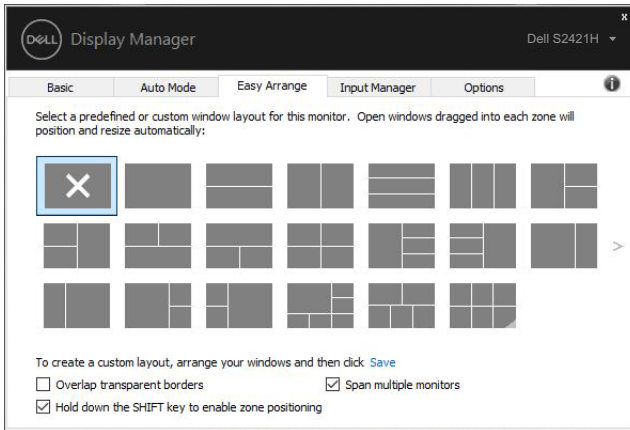 x
DELL Display Manager
Dell S2421H
Basic Auto Mode Easy Arrange Input Manager Options
Select a predefined or custom window layout for this monitor. Open windows dragged into each zone will
position and resize automatically:
>
To create a custom layout, arrange your windows and then click Save
Overlap transparent borders Span multiple monitors
Hold down the SHIFT key to enable zone positioning